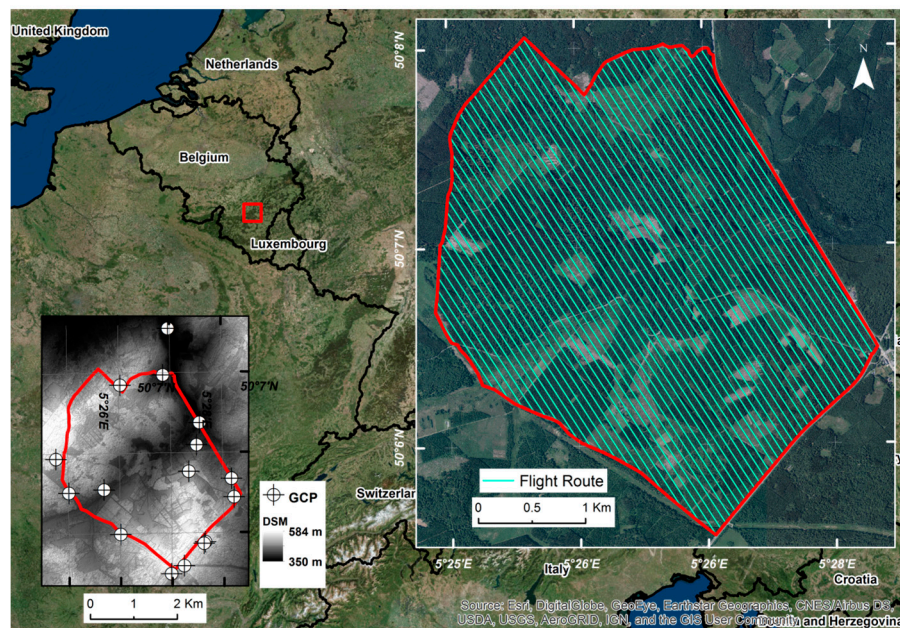 United Kingdom
Netherlands
Belgium
Luxembourg
Switzerlan
Italy
Croatia
and Herzegovina
50°8'N
50°7'N
50°6'N
N
Flight Route
0 0.5 1 Km
5°25'E 5°26'E 5°26'E 5°28'E
50°7'N 50°7'N
5°26'E
GCP
DSM
584 m
350 m
0 1 2 Km
Source: Esri, DigitalGlobe, GeoEye, Earthstar Geographics, CNES/Airbus DS,
USDA, USGS, AeroGRID, IGN, and the GIS User Community